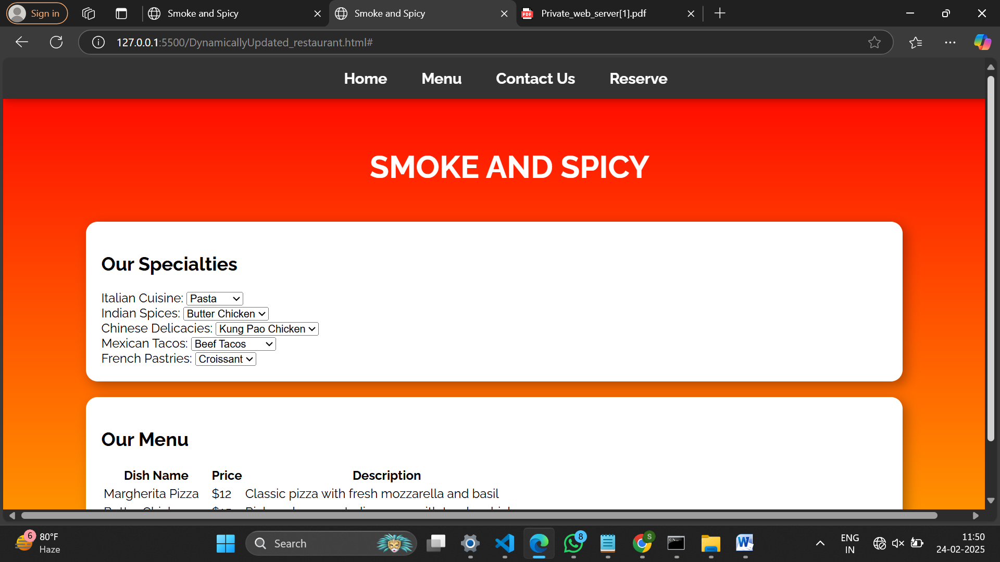 Sign in
Smoke and Spicy
Smoke and Spicy
Private_web_server[1].pdf
127.0.0.1:5500/DynamicallyUpdated_restaurant.html#
Home Menu Contact Us Reserve
SMOKE AND SPICY
Our Specialties
Italian Cuisine: Pasta
Indian Spices: Butter Chicken
Chinese Delicacies: Kung Pao Chicken
Mexican Tacos: Beef Tacos
French Pastries: Croissant
Our Menu
Dish Name Price Description
Margherita Pizza $12 Classic pizza with fresh mozzarella and basil
6
80°F
Haze
Search
8
S
ENG
IN
11:50
24-02-2025